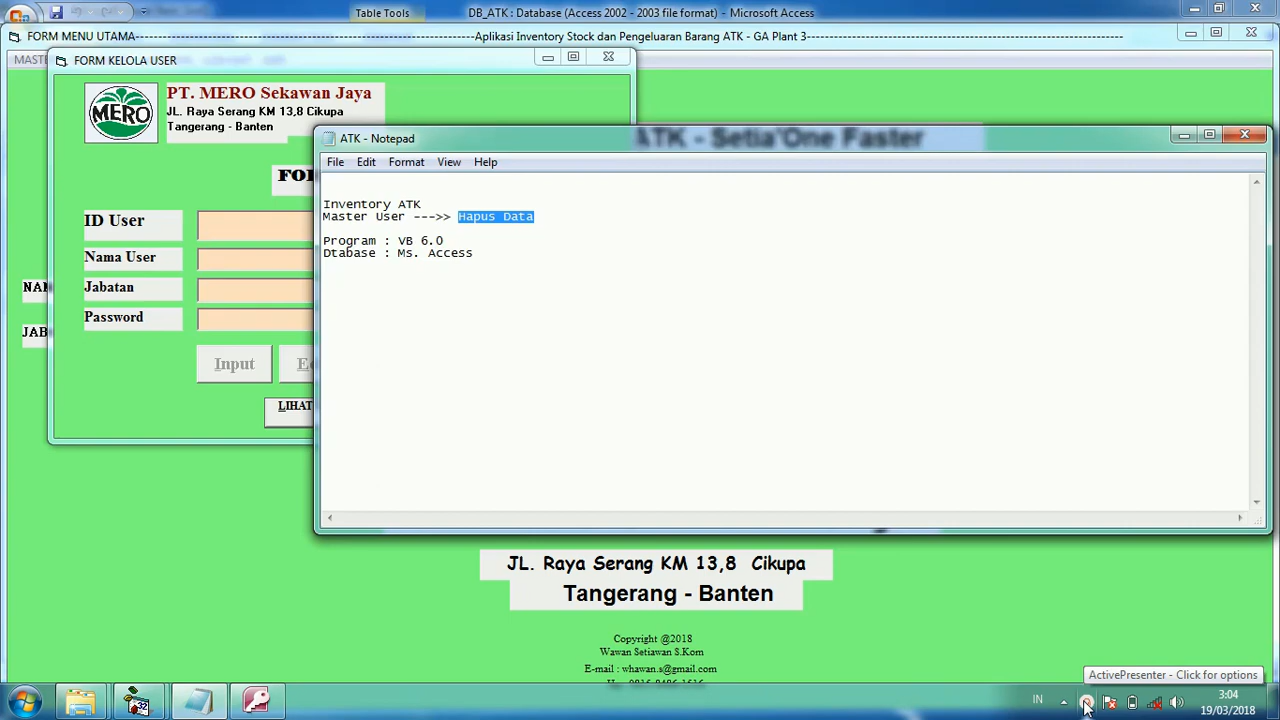 Table Tools
DB_ATK : Database (Access 2002 - 2003 file format) - Microsoft Access
FORM MENU UTAMA
Aplikasi Inventory Stock dan Pengeluaran Barang ATK - GA Plant 3
FORM KELOLA USER
MERO
PT. MERO Sekawan Jaya
JL. Raya Serang KM 13,8 Cikupa
Tangerang - Banten
ATK - Setia'One Faster
ATK - Notepad
File Edit Format View Help
Inventory ATK
Master User --->> Hapus Data
Program : VB 6.0
Dtabase : Ms. Access
ID User
Nama User
Jabatan
Password
Input
LIHAT
JL. Raya Serang KM 13,8 Cikupa
Tangerang - Banten
Copyright @2018
Wawan Setiawan S.Kom
E-mail : whawan.s@gmail.com
ActivePresenter - Click for options
IN
3:04
19/03/2018